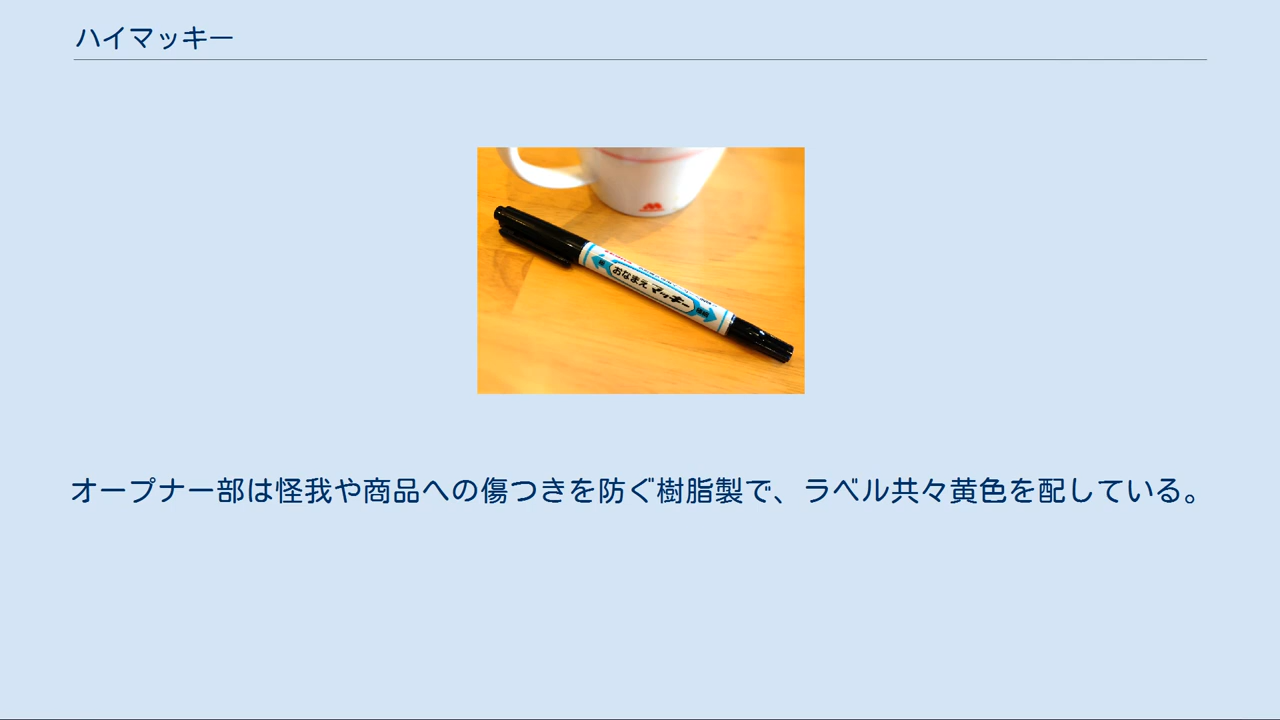 ハイマッキー
おなまえ マッキー
オープナー部は怪我や商品への傷つきを防ぐ樹脂製で、ラベル共々黄色を配している。